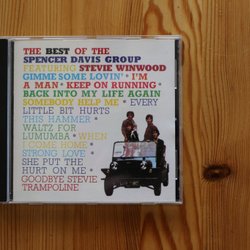 THE BEST OF THE
SPENCER DAVIS GROUP
FEATURING STEVIE WINWOOD
GIMME SOME LOVIN' * I'M
A MAN * KEEP ON RUNNING *
BACK INTO MY LIFE AGAIN
SOMEBODY HELP ME * EVERY
LITTLE BIT HURTS
THIS HAMMER *
WALTZ FOR
LUMUMBA * WHEN
I COME HOME *
STRONG LOVE *
SHE PUT THE
HURT ON ME *
GOODBYE STEVIE
TRAMPOLINE